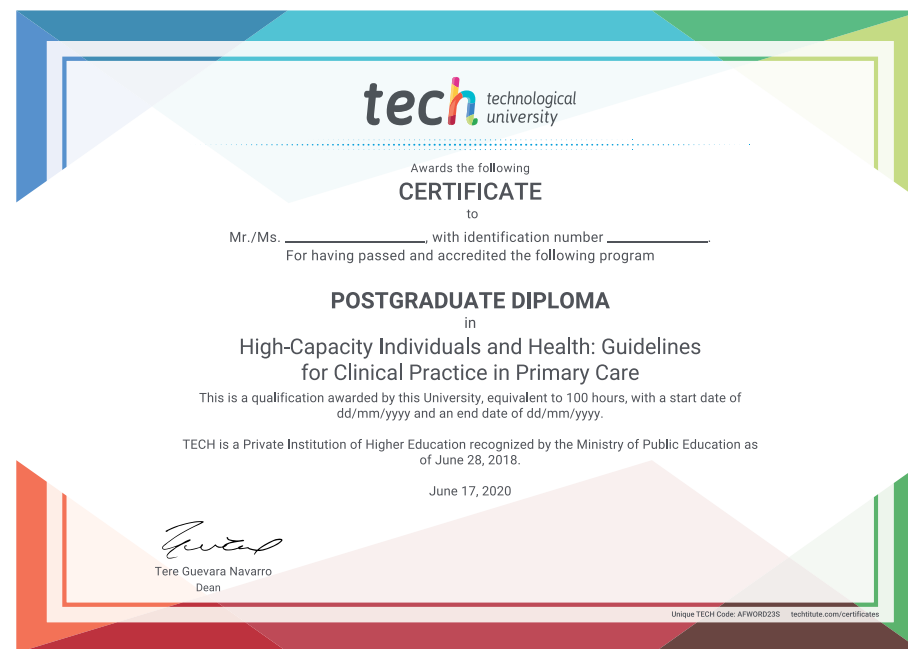 tech technological
university
Awards the following
CERTIFICATE
to
Mr./Ms. ____________________, with identification number ______________.
For having passed and accredited the following program
POSTGRADUATE DIPLOMA
in
High-Capacity Individuals and Health: Guidelines
for Clinical Practice in Primary Care
This is a qualification awarded by this University, equivalent to 100 hours, with a start date of
dd/mm/yyyy and an end date of dd/mm/yyyy.
TECH is a Private Institution of Higher Education recognized by the Ministry of Public Education as
of June 28, 2018.
June 17, 2020
Tere Guevara Navarro
Dean
Unique TECH Code: AFWORD23S techtitute.com/certificates